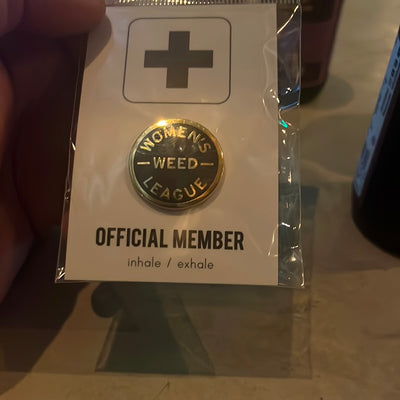 WOMEN'S
WEED
LEAGUE
OFFICIAL MEMBER
inhale / exhale